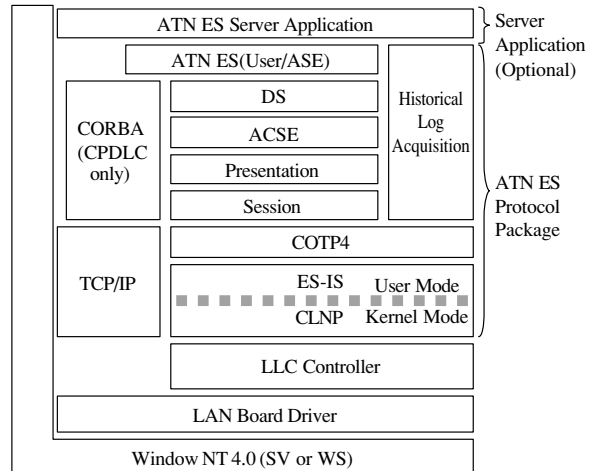 ATN ES Server Application
Server
Application
(Optional)
ATN ES(User/ASE)
DS
ACSE
Presentation
Session
CORBA
(CPDLC
only)
Historical
Log
Acquisition
ATN ES
Protocol
Package
COTP4
TCP/IP
ES-IS
User Mode
CLNP
Kernel Mode
LLC Controller
LAN Board Driver
Window NT 4.0 (SV or WS)